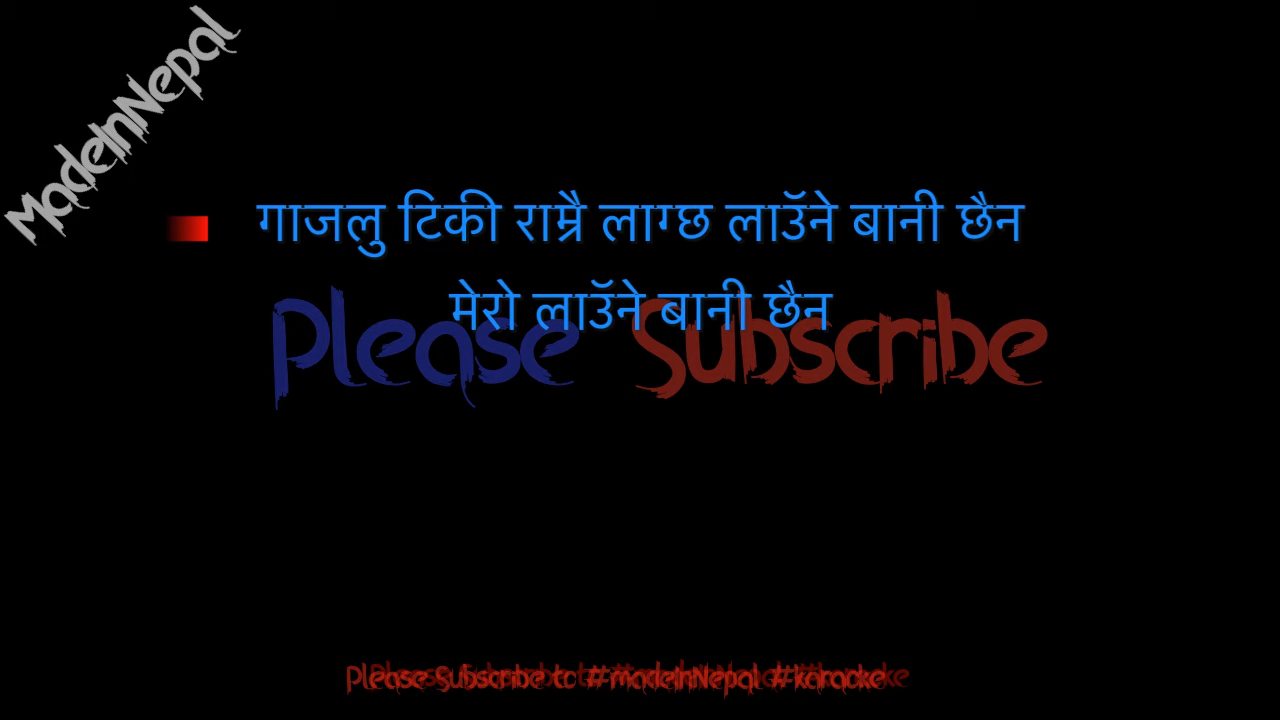 MadeInNepal
गाजलु टिकी राम्रै लाग्छ लाउॅने बानी छैन
मेरो लाउॅने बानी छैन
Please Subscribe
Please Subscribe to #MadeInNepal #karaoke